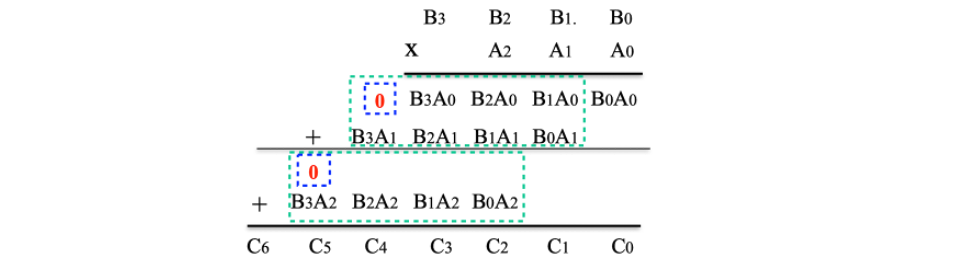 B3 B2 B1. B0
X A2 A1 A0
0 B3A0 B2A0 B1A0 B0A0
+ B3A1 B2A1 B1A1 B0A1
0
+ B3A2 B2A2 B1A2 B0A2
C6 C5 C4 C3 C2 C1 C0